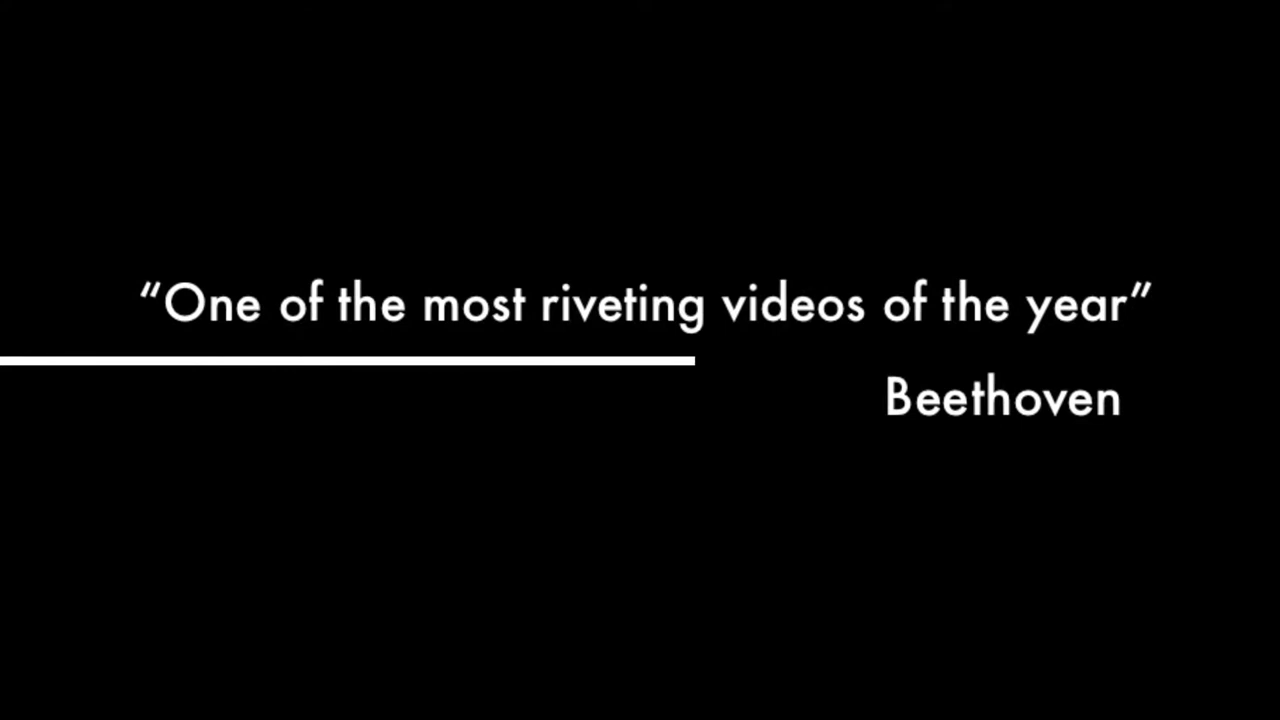 “One of the most riveting videos of the year”
Beethoven